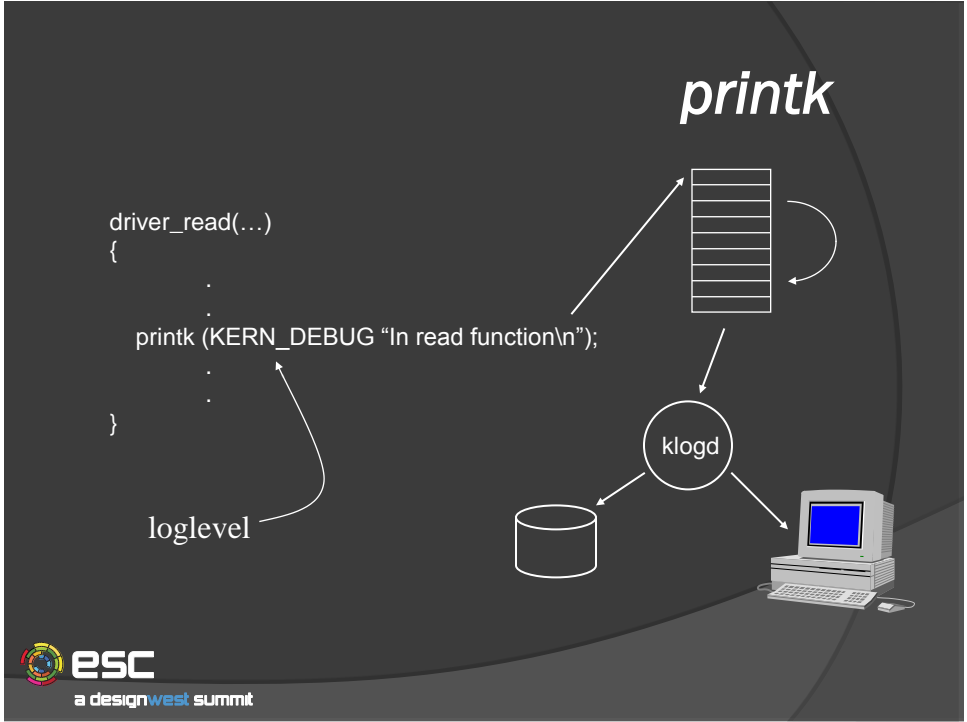 printk
driver_read(…)
{
.
.
printk (KERN_DEBUG “In read function\n”);
.
.
}
klogd
loglevel
esc
a designwest summit